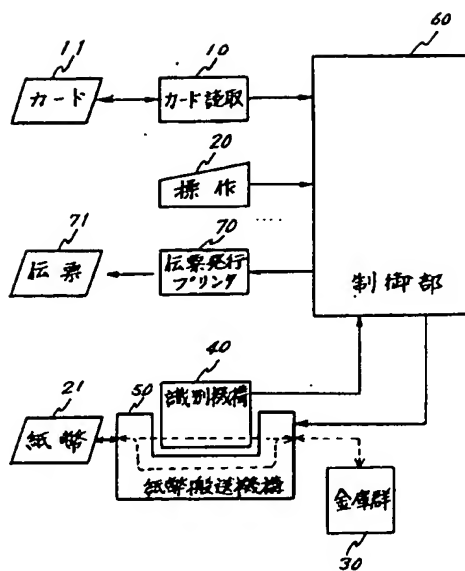 60
11
10
カード
カード読取
20
操作
71
70
伝票
伝票発行
プリンタ
制御部
40
21
50
識別機構
紙幣
紙幣搬送機構
金庫群
30